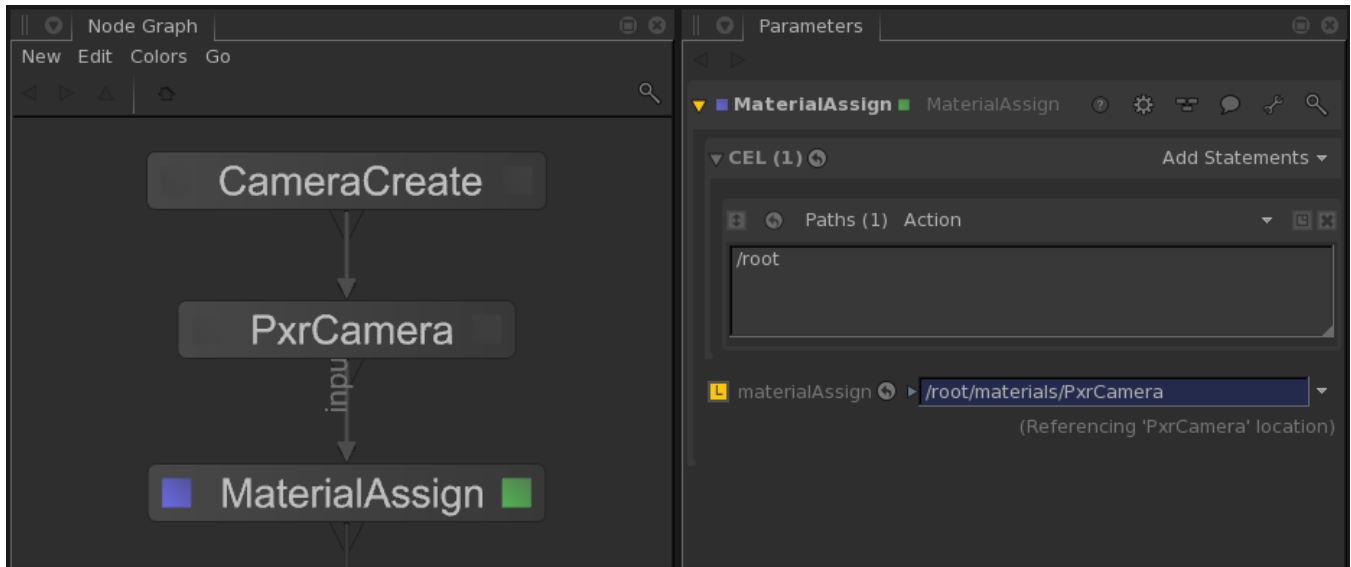 Node Graph
New Edit Colors Go
CameraCreate
PxrCamera
input
MaterialAssign
Parameters
MaterialAssign MaterialAssign
CEL (1) Add Statements
Paths (1) Action
/root
L materialAssign /root/materials/PxrCamera
(Referencing 'PxrCamera' location)